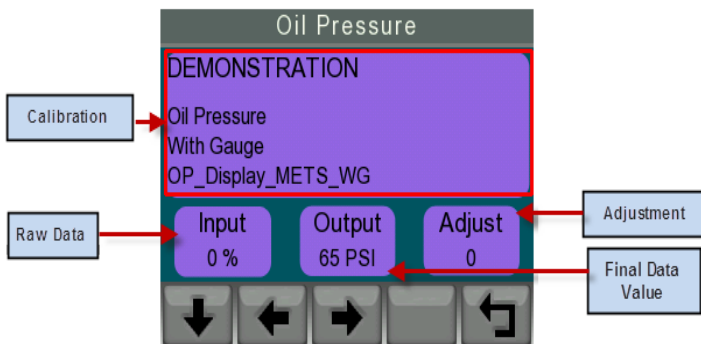 Oil Pressure
DEMONSTRATION
Calibration
Oil Pressure
With Gauge
OP_Display_METS_WG
Raw Data
Input
0 %
Output
65 PSI
Adjust
0
Adjustment
Final Data
Value